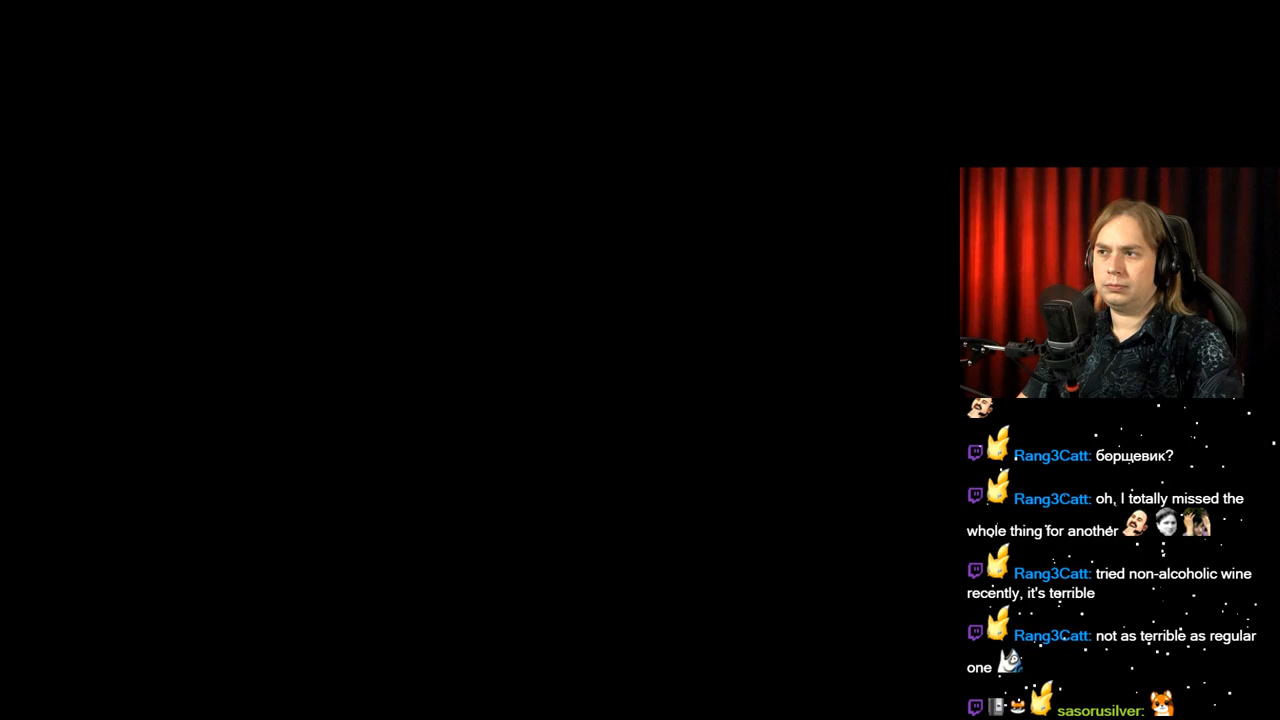 Rang3Catt: борщевик?
Rang3Catt: oh, I totally missed the
whole thing for another
Rang3Catt: tried non-alcoholic wine
recently, it's terrible
Rang3Catt: not as terrible as regular
one
sasorusilver: